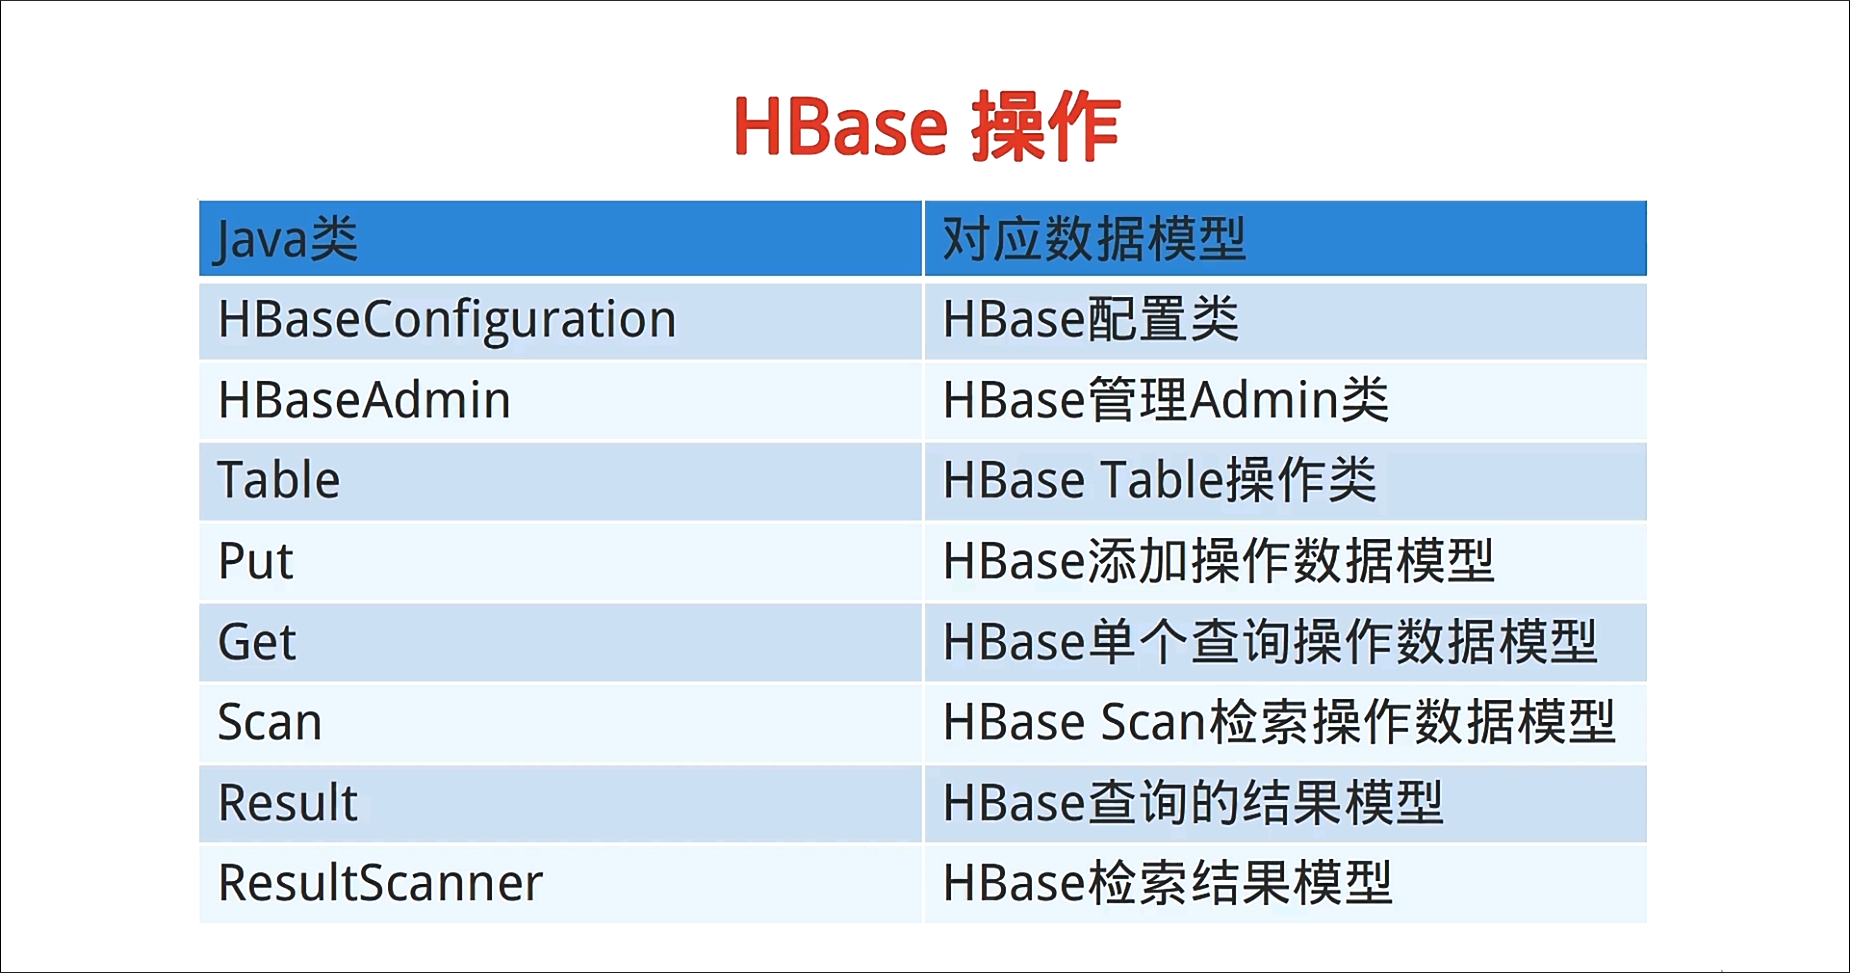 HBase 操作
Java类 对应数据模型
HBaseConfiguration HBase配置类
HBaseAdmin HBase管理Admin类
Table HBase Table操作类
Put HBase添加操作数据模型
Get HBase单个查询操作数据模型
Scan HBase Scan检索操作数据模型
Result HBase查询的结果模型
ResultScanner HBase检索结果模型